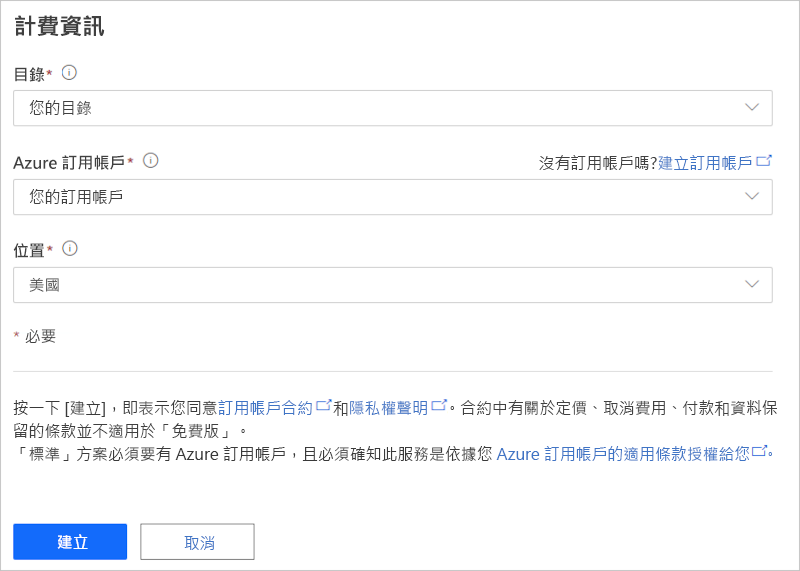 計費資訊
目錄*
您的目錄
Azure 訂用帳戶*
沒有訂用帳戶嗎?建立訂用帳戶
您的訂用帳戶
位置*
美國
* 必要
按一下 [建立]，即表示您同意訂用帳戶合約和隱私權聲明。合約中有關於定價、取消費用、付款和資料保
留的條款並不適用於「免費版」。
「標準」方案必須要有 Azure 訂用帳戶，且必須確知此服務是依據您 Azure 訂用帳戶的適用條款授權給您。
建立
取消